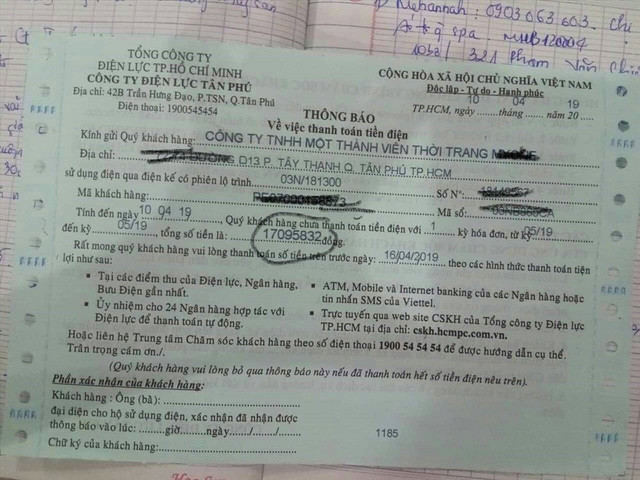 Mehannah : 0903 063 603. Chi
spa
321 Phạm Văn Chí
TỔNG CÔNG TY
ĐIỆN LỰC TP.HỒ CHÍ MINH
CÔNG TY ĐIỆN LỰC TÂN PHÚ
Địa chỉ: 42B Trần Hưng Đạo, P.TSN, Q.Tân Phú
Điện thoại: 1900545454
CỘNG HÒA XÃ HỘI CHỦ NGHĨA VIỆT NAM
Độc lập - Tự do - Hạnh phúc
TP.HCM, ngày 10 tháng 04 năm 2019
THÔNG BÁO
Về việc thanh toán tiền điện
Kính gửi Quý khách hàng: CÔNG TY TNHH MỘT THÀNH VIÊN THỜI TRANG
Địa chỉ: D13.P. TÂY THẠNH.Q. TÂN PHÚ.TP.HCM
sử dụng điện qua điện kế có phiên lộ trình 03N/181300 Số N°:
Mã khách hàng: Mã số:
Tính đến ngày 10 04 19, Quý khách hàng chưa thanh toán tiền điện với 1 kỳ hóa đơn, từ kỳ 05/19
đến kỳ 05/19, tổng số tiền là: 17095832 đồng.
Rất mong quý khách hàng vui lòng thanh toán số tiền trên trước ngày: 16/04/2019 theo các hình thức thanh toán tiện
lợi như sau:
▪ Tại các điểm thu của Điện lực, Ngân hàng,
Bưu Điện gần nhất.
▪ Ủy nhiệm cho 24 Ngân hàng hợp tác với
Điện lực để thanh toán tự động.
▪ ATM, Mobile và Internet banking của các Ngân hàng hoặc
tin nhắn SMS của Viettel.
▪ Trực tuyến qua web site CSKH của Tổng công ty Điện lực
TP.HCM tại địa chỉ: cskh.hcmpc.com.vn.
Hoặc liên hệ Trung tâm Chăm sóc khách hàng theo số điện thoại 1900 54 54 54 để được hướng dẫn cụ thể.
Trân trọng cám ơn./.
(Quý khách hàng vui lòng bỏ qua thông báo này nếu đã thanh toán hết số tiền điện nêu trên).
Phần xác nhận của khách hàng:
Khách hàng : Ông (bà) :
đại diện cho hộ sử dụng điện, xác nhận đã nhận được
thông báo vào lúc: ........giờ........ngày....../....../......
Chữ ký của khách hàng:
1185